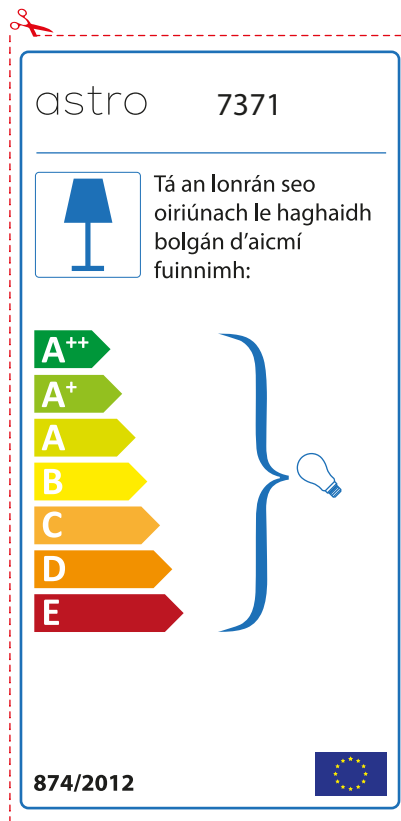 astro 7371
Tá an lonrán seo
oiriúnach le haghaidh
bolgán d'aicmí
fuinnimh:
A++
A+
A
B
C
D
E
874/2012